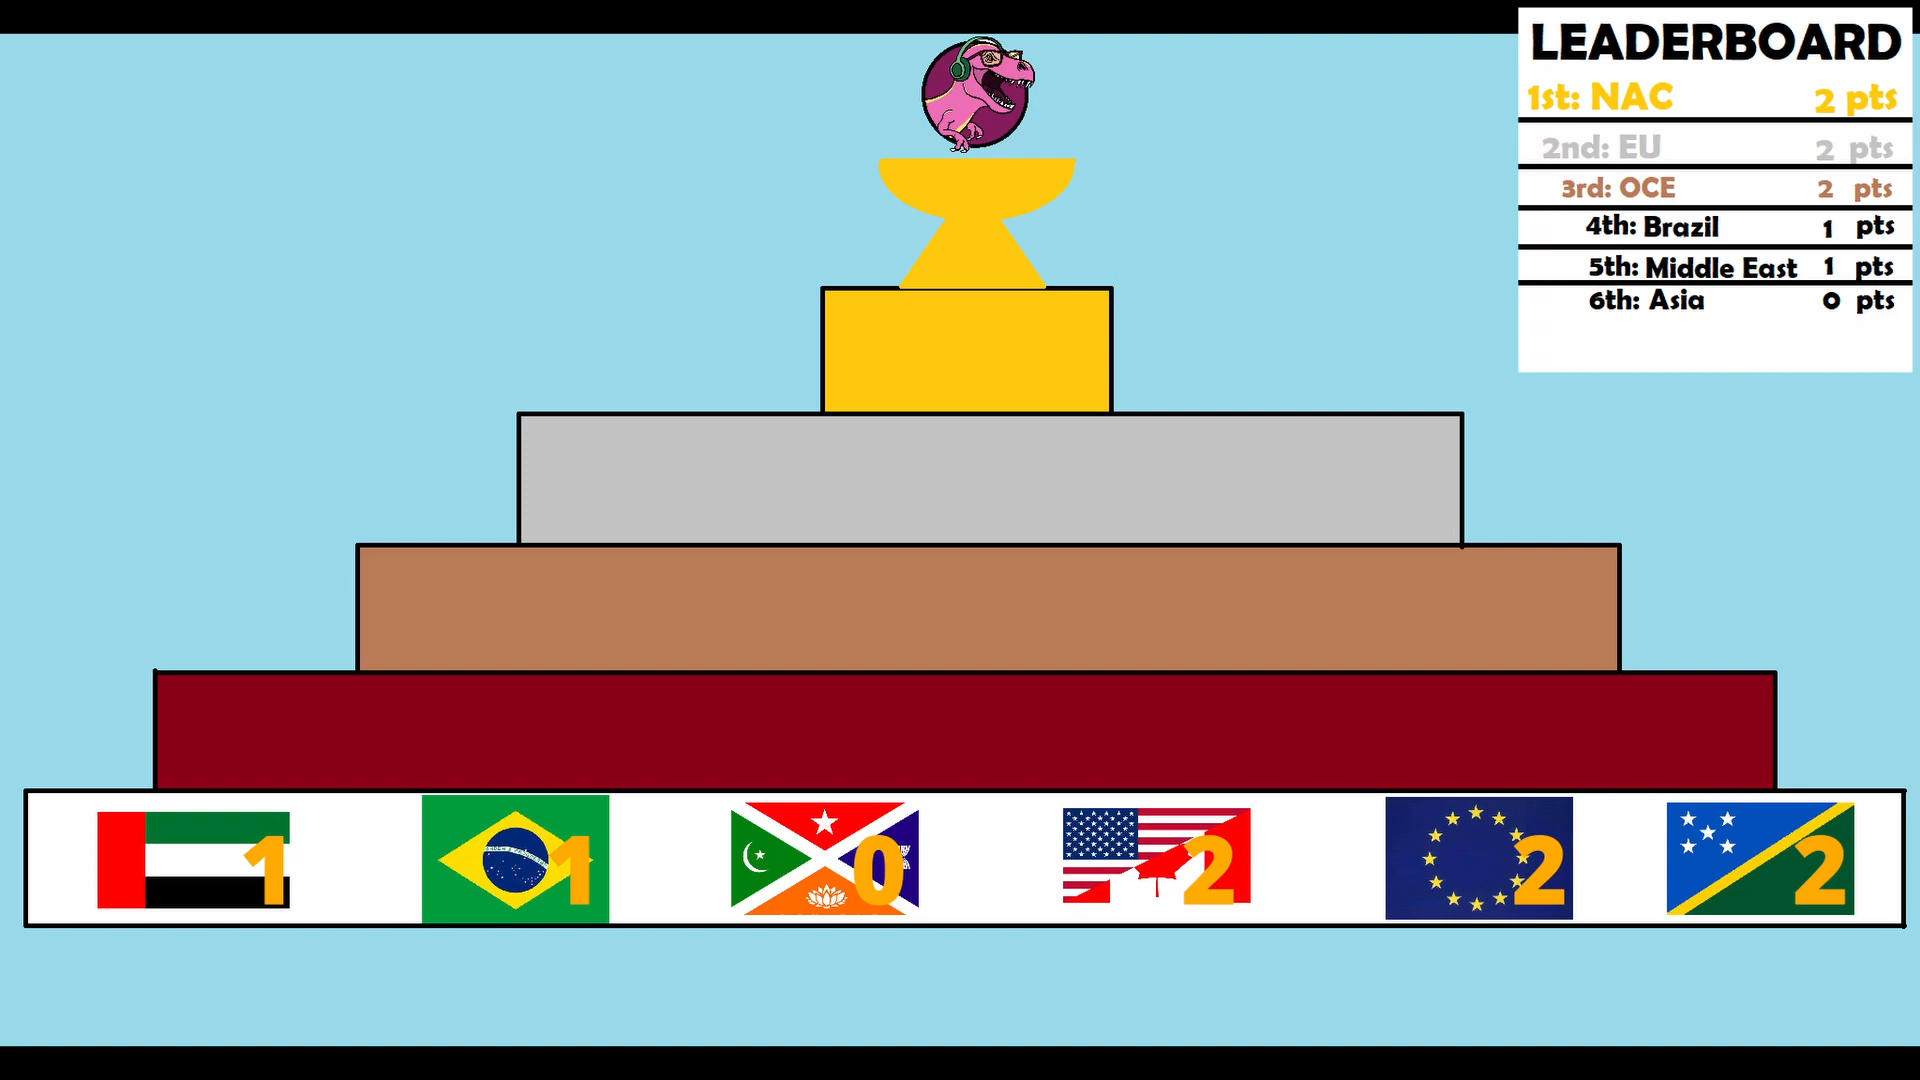 LEADERBOARD
1st: NAC 2 pts
2nd: EU 2 pts
3rd: OCE 2 pts
4th: Brazil 1 pts
5th: Middle East 1 pts
6th: Asia 0 pts
1 1 0 2 2 2